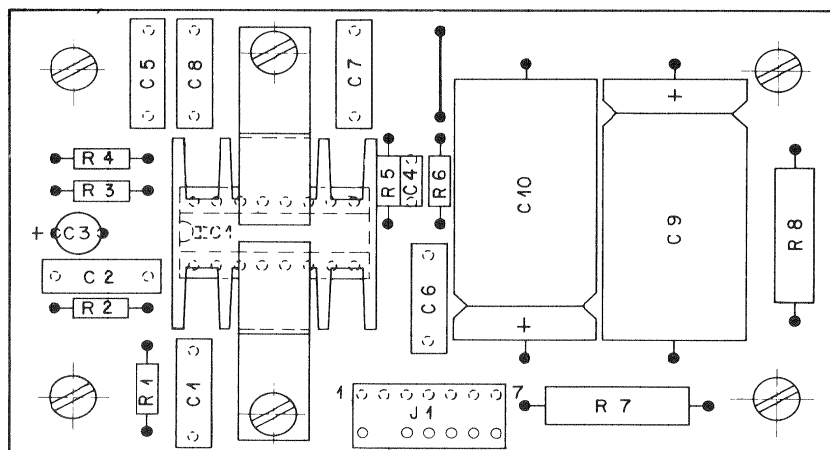 C5
C8
C7
R4
R3
+ C3
IC1
C2
R2
R1
C1
R5
C4
R6
C6
C10
+
+
C9
R8
1 7
J1
R7